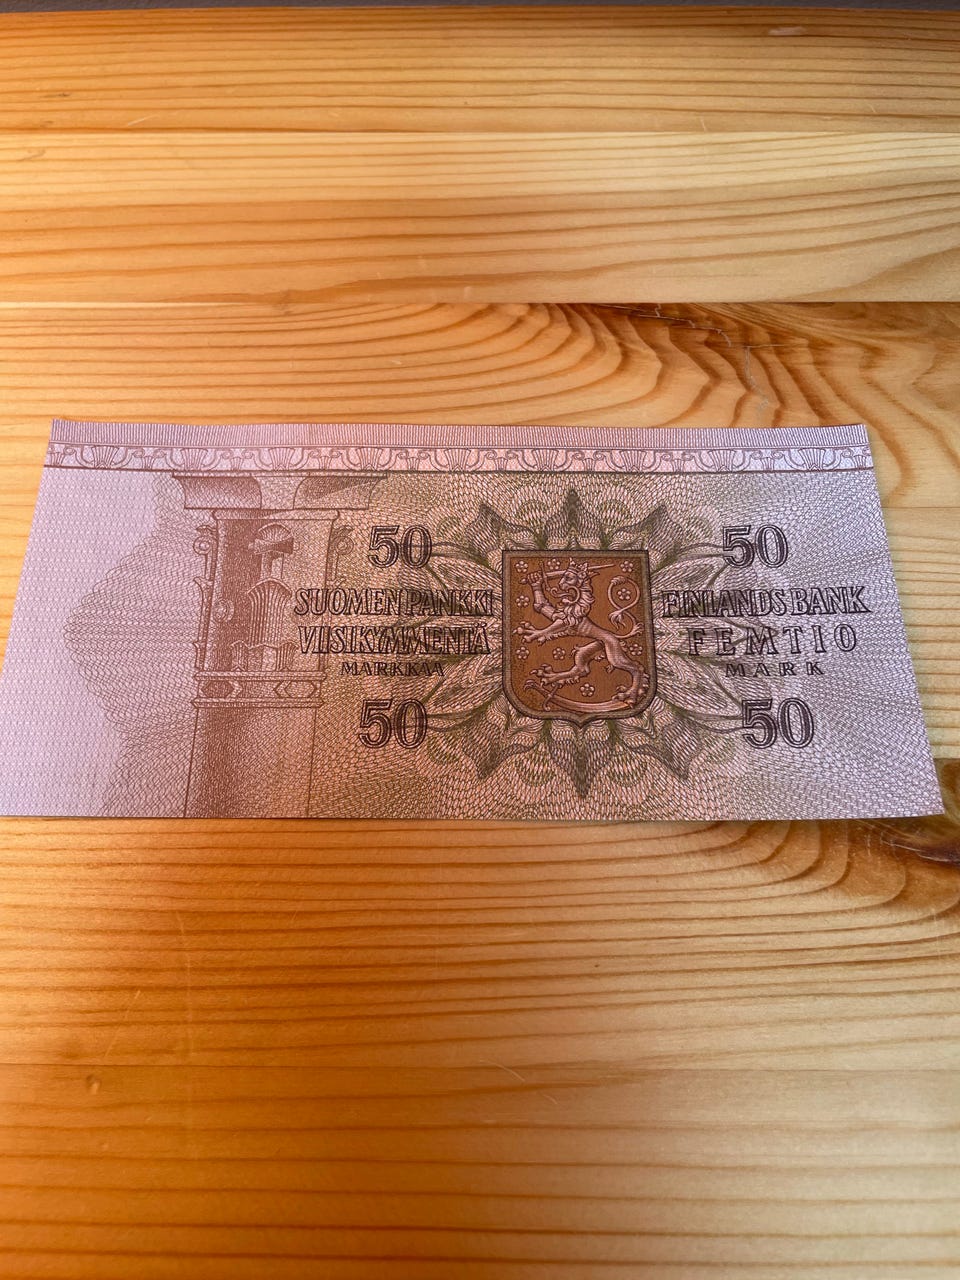 50
SUOMEN PANKKI
VIISIKYMMENTÄ
MARKKAA
50
50
FINLANDS BANK
FEMTIO
MARK
50